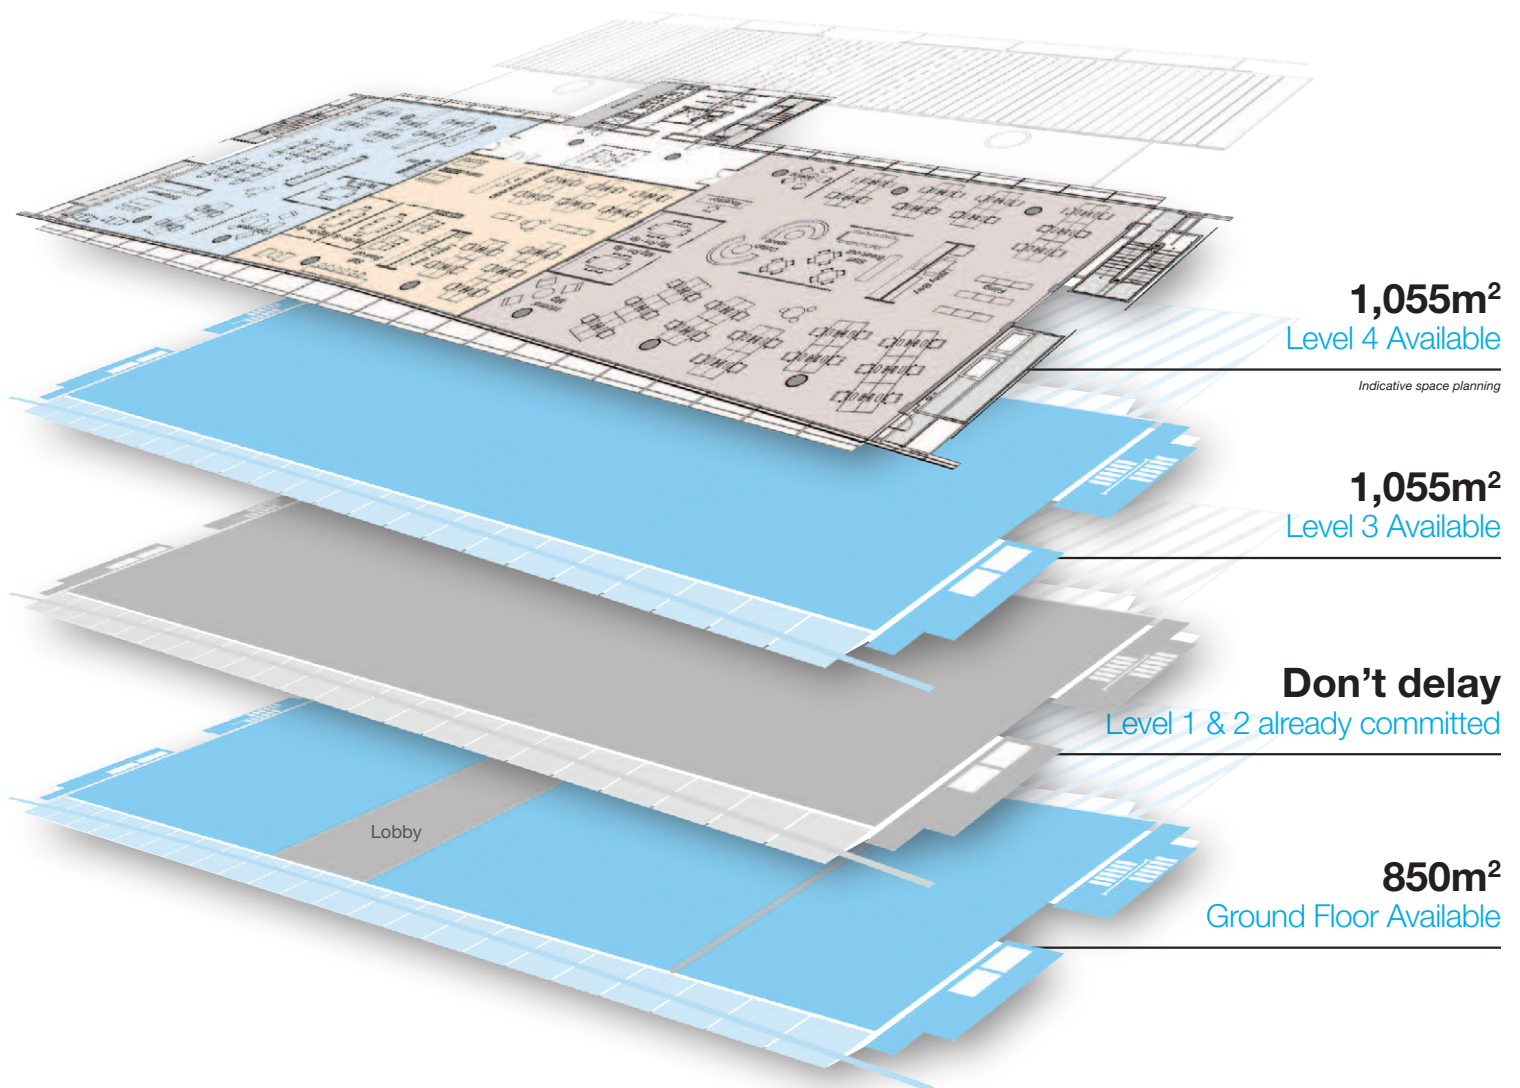 1,055m²
Level 4 Available
Indicative space planning
1,055m²
Level 3 Available
Don’t delay
Level 1 & 2 already committed
Lobby
850m²
Ground Floor Available